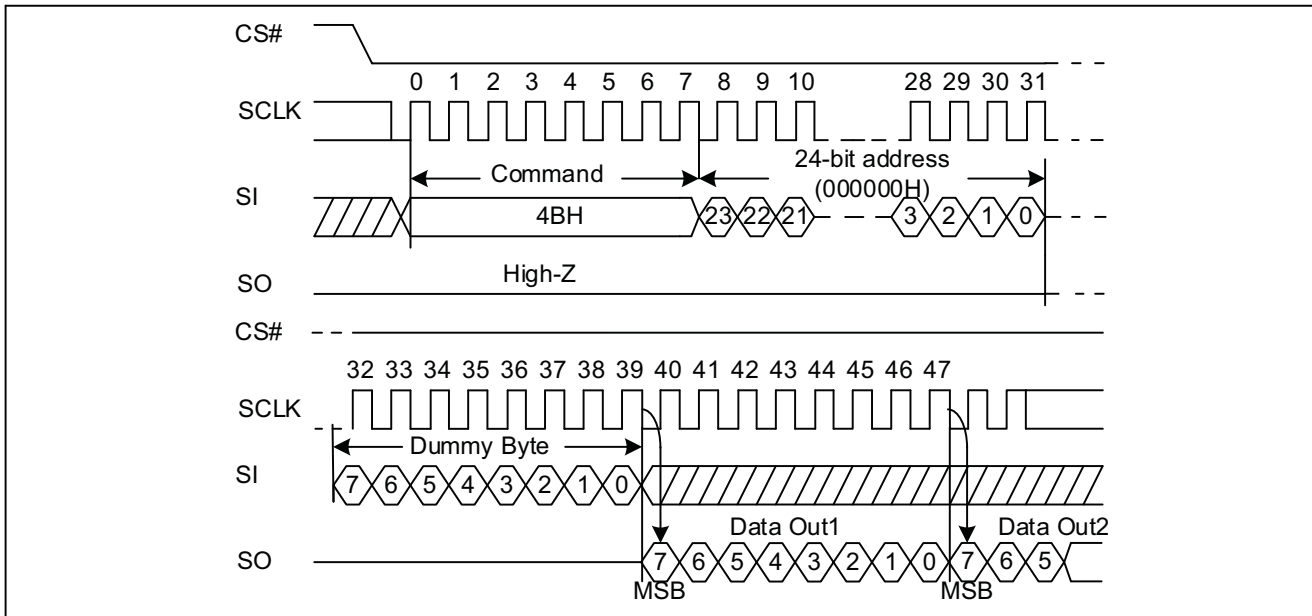 CS#
0 1 2 3 4 5 6 7 8 9 10 28 29 30 31
SCLK
Command
24-bit address
(000000H)
SI
4BH
23 22 21 3 2 1 0
High-Z
SO
CS#
32 33 34 35 36 37 38 39 40 41 42 43 44 45 46 47
SCLK
Dummy Byte
SI
7 6 5 4 3 2 1 0
Data Out1 Data Out2
SO
7 6 5 4 3 2 1 0 7 6 5
MSB MSB